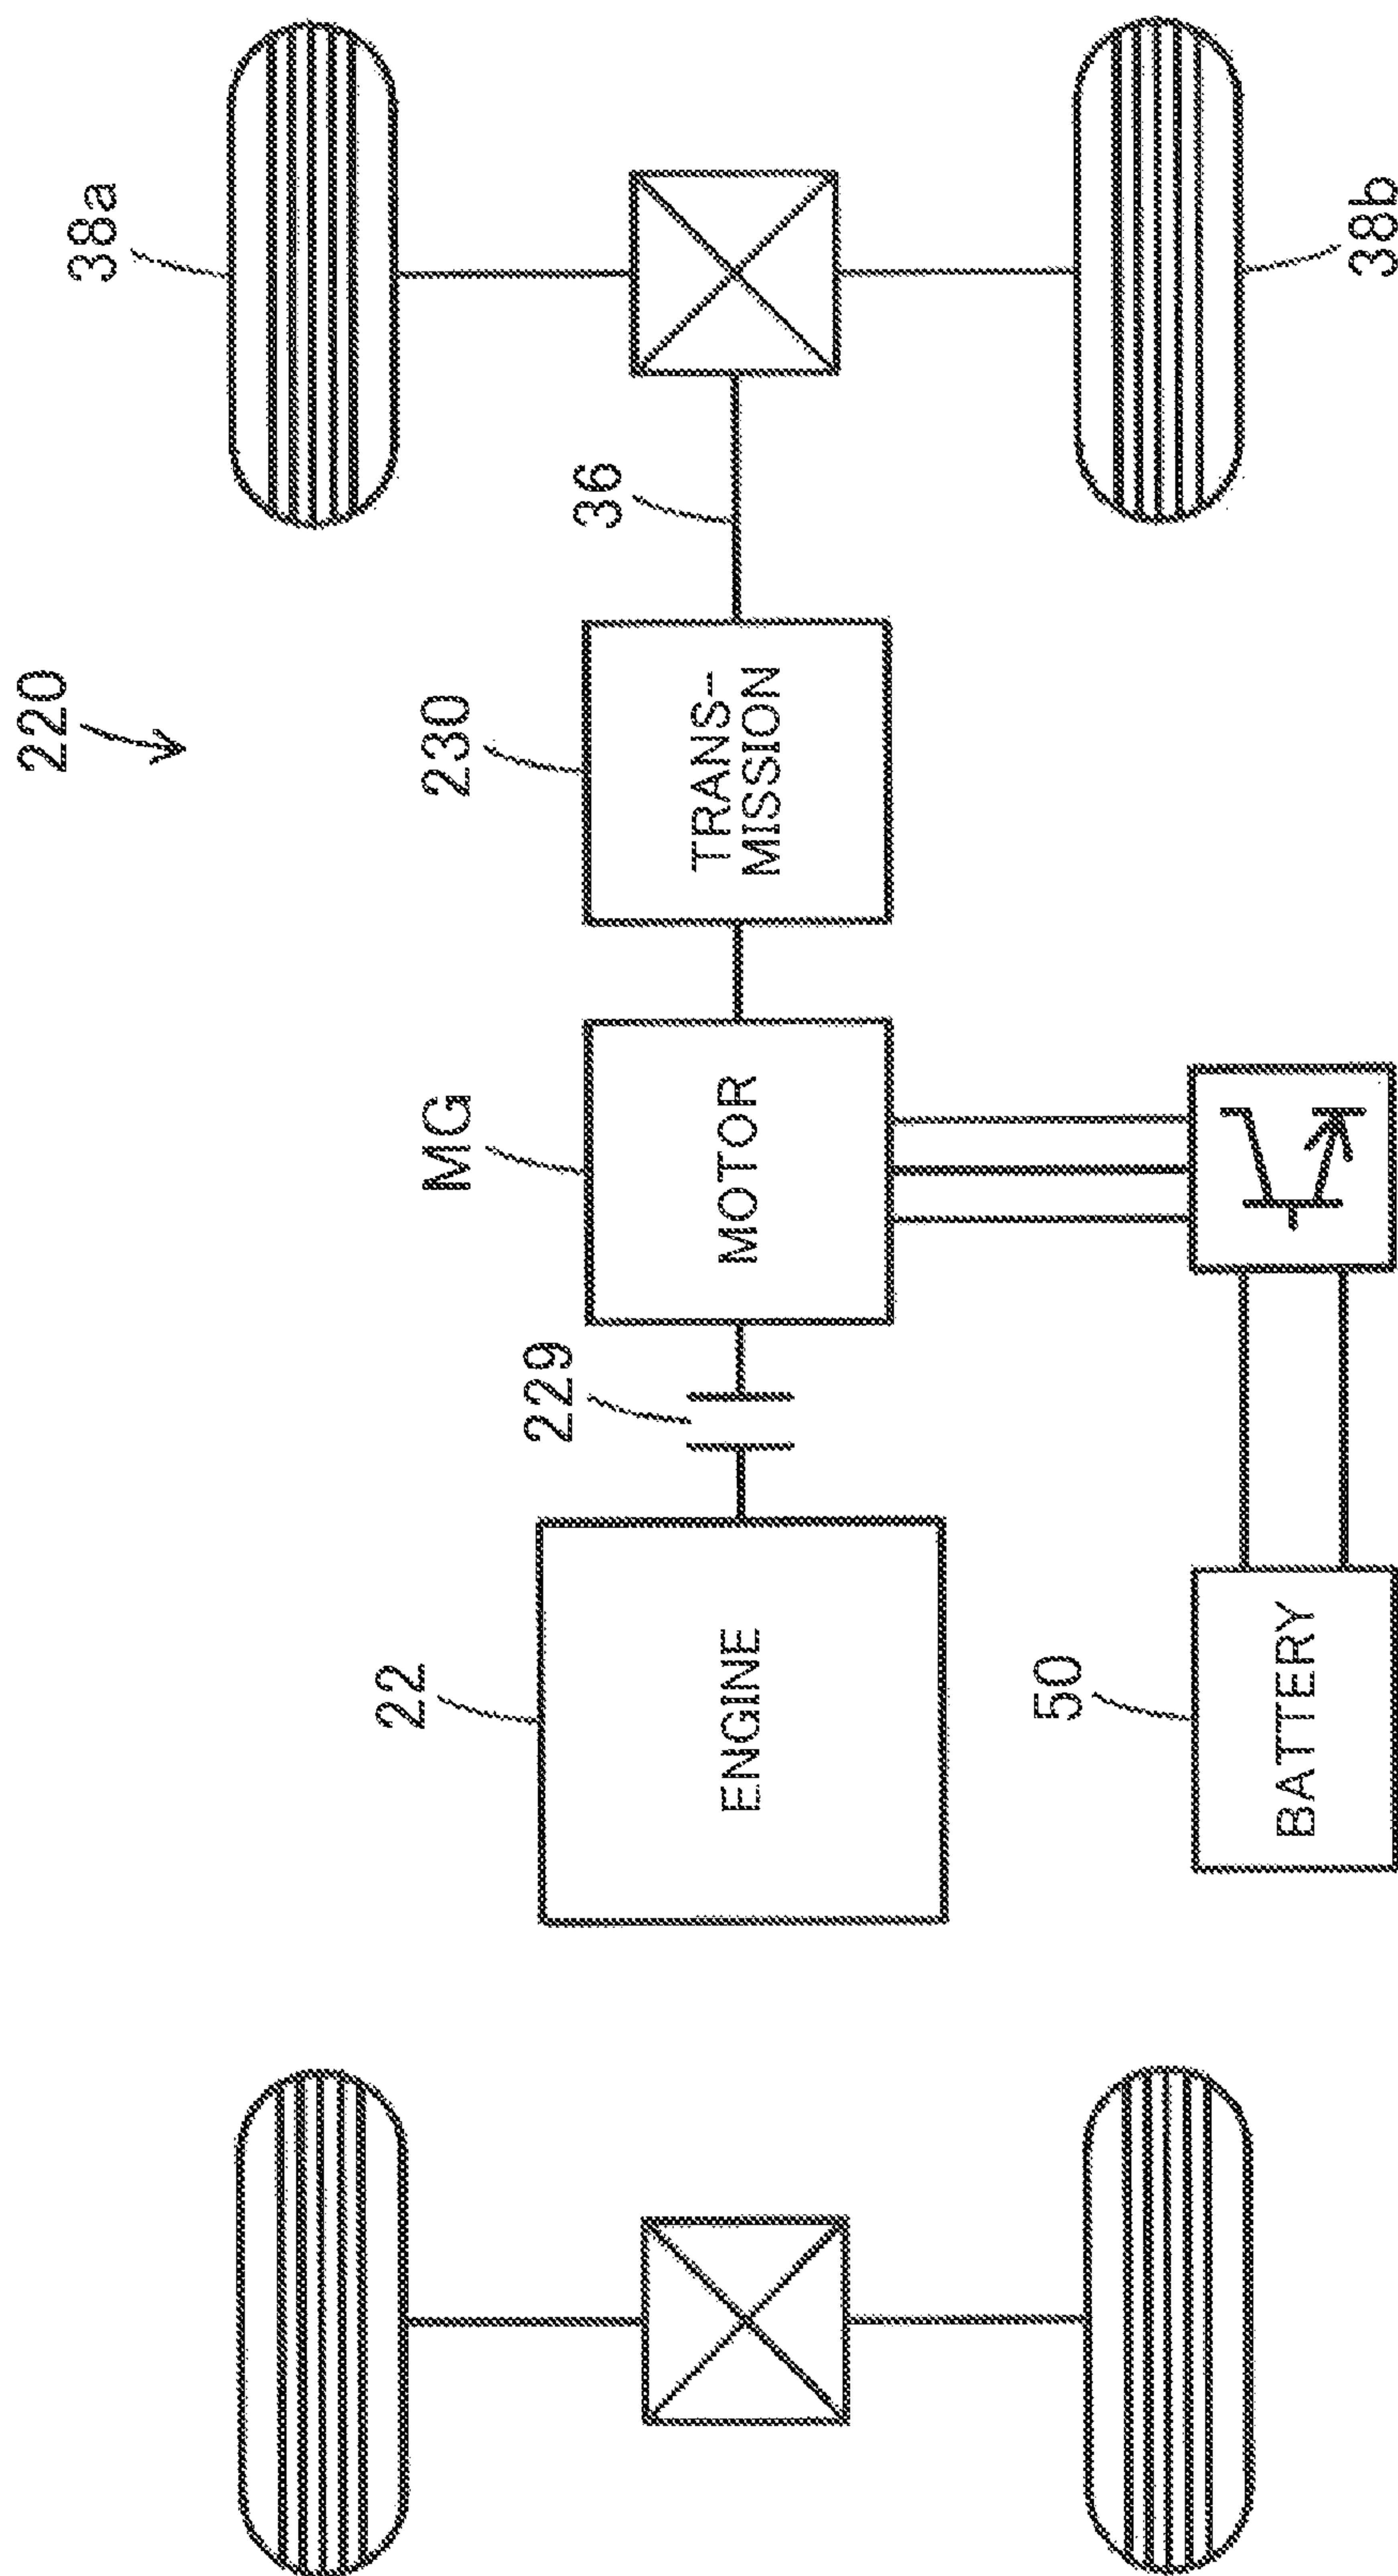 220
38a
36
230
TRANS-
MISSION
MG
MOTOR
229
22
ENGINE
50
BATTERY
38b